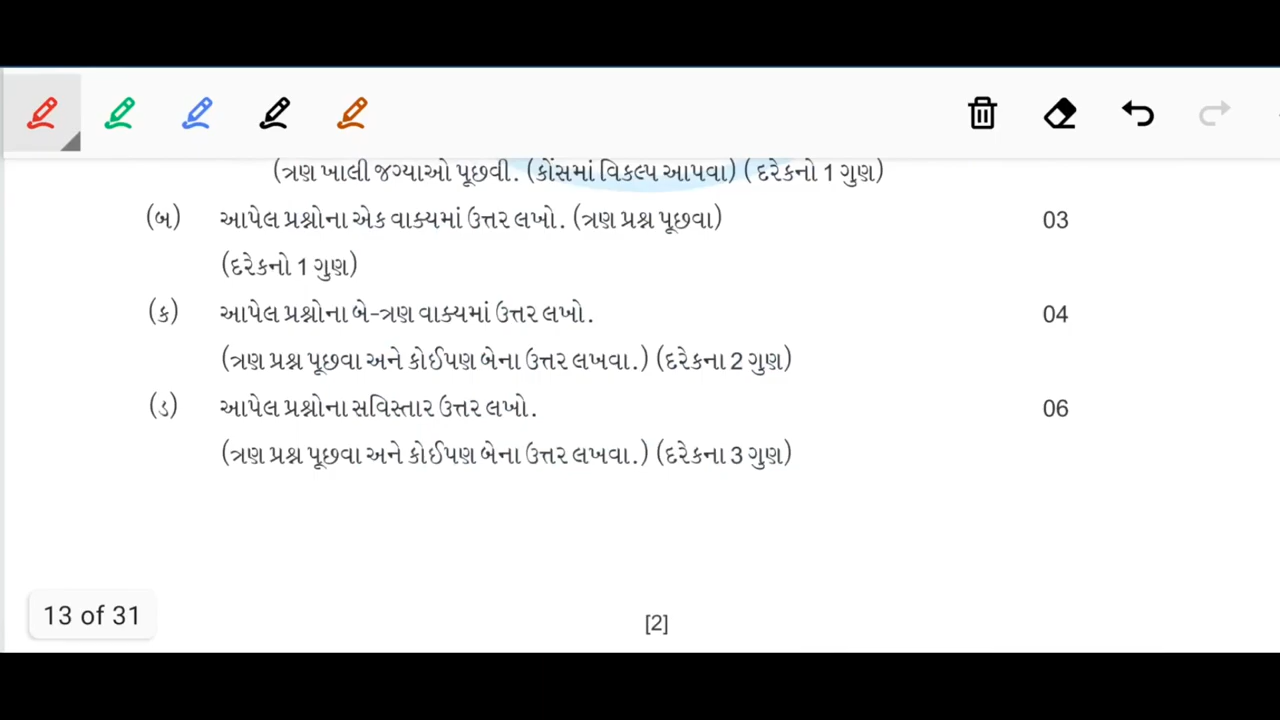 (ત્રણ ખાલી જગ્યાઓ પૂછવી. (કૌંસમાં વિકલ્પ આપવા) (દરેકનો 1 ગુણ)
(બ) આપેલ પ્રશ્નોના એક વાક્યમાં ઉત્તર લખો. (ત્રણ પ્રશ્ન પૂછવા) 03
(દરેકનો 1 ગુણ)
(ક) આપેલ પ્રશ્નોના બે-ત્રણ વાક્યમાં ઉત્તર લખો. 04
(ત્રણ પ્રશ્ન પૂછવા અને કોઈપણ બેના ઉત્તર લખવા.) (દરેકના 2 ગુણ)
(ડ) આપેલ પ્રશ્નોના સવિસ્તાર ઉત્તર લખો. 06
(ત્રણ પ્રશ્ન પૂછવા અને કોઈપણ બેના ઉત્તર લખવા.) (દરેકના 3 ગુણ)
13 of 31
[2]